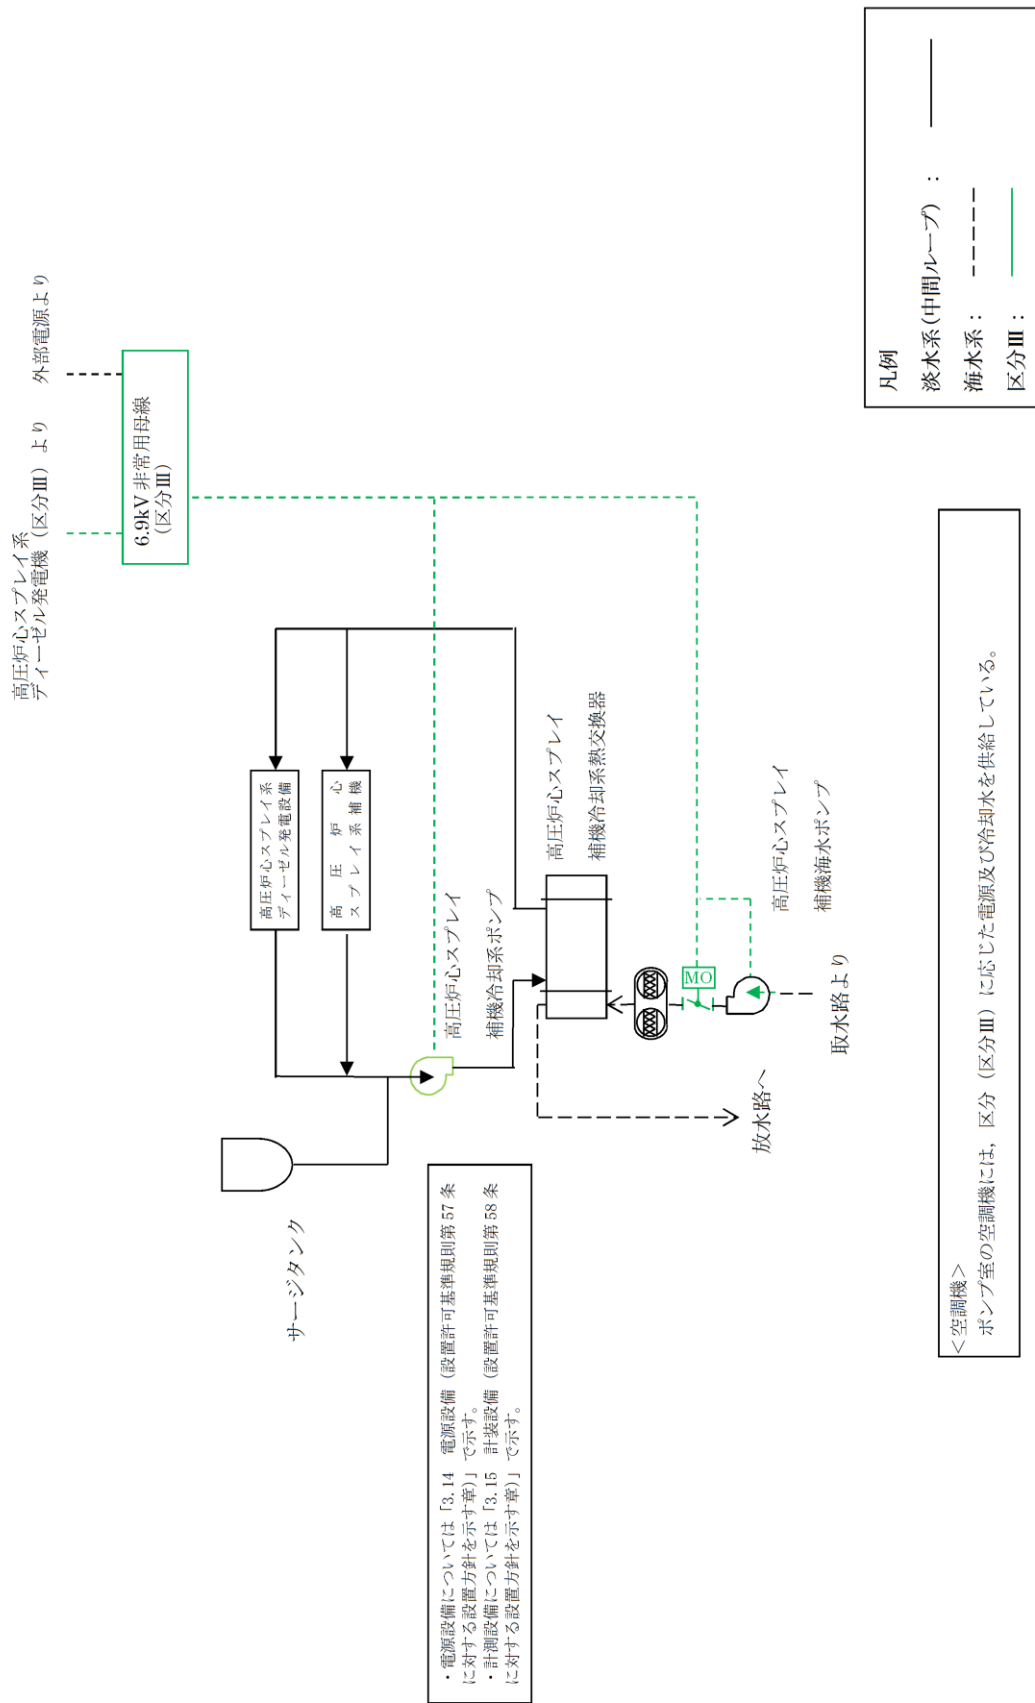 ・電源設備については「3.14　電源設備（設置許可基準規則第57条
に対する設置方針を示す章）」で示す。
・計測設備については「3.15　計装設備（設置許可基準規則第58条
に対する設置方針を示す章）」で示す。
サージタンク
高圧炉心スプレイ系
ディーゼル発電設備
高圧炉心
スプレイ系補機
高圧炉心スプレイ
補機冷却系ポンプ
高圧炉心スプレイ
補機冷却系熱交換器
MO
高圧炉心スプレイ
補機海水ポンプ
放水路へ
取水路より
高圧炉心スプレイ系
ディーゼル発電機（区分Ⅲ）より
外部電源より
6.9kV 非常用母線
（区分Ⅲ）
＜空調機＞
ポンプ室の空調機には，区分（区分Ⅲ）に応じた電源及び冷却水を供給している。
凡例
淡水系(中間ループ) ：
海水系：
区分Ⅲ：